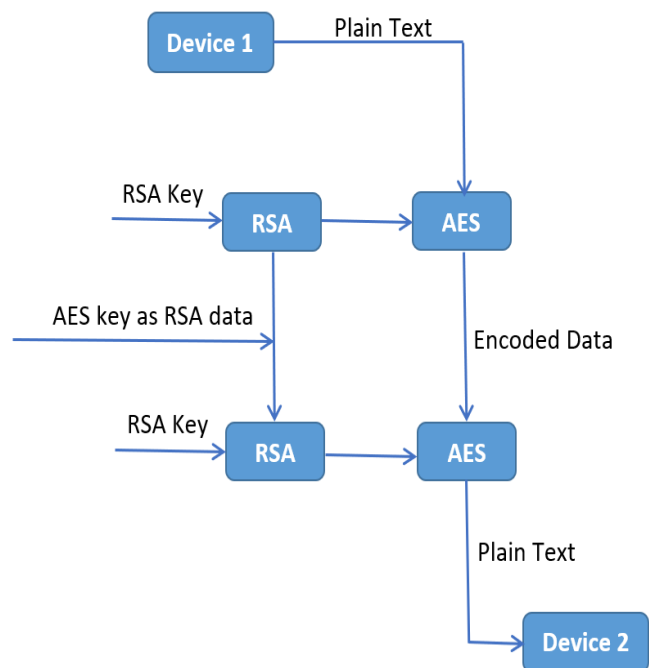 Device 1
Plain Text
RSA Key
RSA
AES
AES key as RSA data
Encoded Data
RSA Key
RSA
AES
Plain Text
Device 2